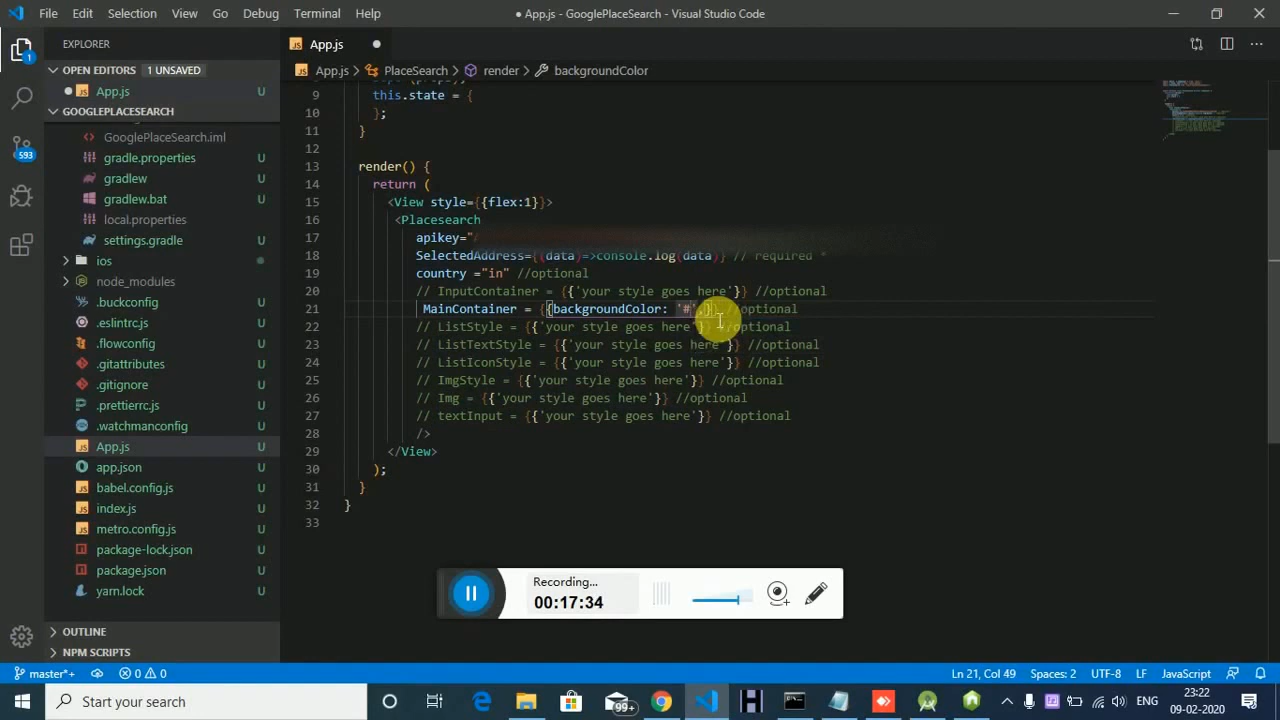 File Edit Selection View Go Debug Terminal Help
● App.js - GooglePlaceSearch - Visual Studio Code
EXPLORER
OPEN EDITORS 1 UNSAVED
App.js U
GOOGLEPLACESEARCH
GooglePlaceSearch.iml
gradle.properties U
gradlew U
gradlew.bat U
local.properties
settings.gradle U
ios
node_modules
.buckconfig U
.eslintrc.js U
.flowconfig U
.gitattributes U
.gitignore U
.prettierrc.js U
.watchmanconfig U
App.js U
app.json U
babel.config.js U
index.js U
metro.config.js U
package-lock.json U
package.json U
yarn.lock U
OUTLINE
NPM SCRIPTS
1
593
App.js ●
App.js > PlaceSearch > render > backgroundColor
9 this.state = {
10 };
11 }
12
13 render() {
14 return (
15 <View style={{flex:1}}>
16 <Placesearch
17 apikey="
18 SelectedAddress={(data)=>console.log(data)} // required *
19 country ="in" //optional
20 // InputContainer = {{'your style goes here'}} //optional
21 MainContainer = {{backgroundColor: '#',}} //optional
22 // ListStyle = {{'your style goes here'}} //optional
23 // ListTextStyle = {{'your style goes here'}} //optional
24 // ListIconStyle = {{'your style goes here'}} //optional
25 // ImgStyle = {{'your style goes here'}} //optional
26 // Img = {{'your style goes here'}} //optional
27 // textInput = {{'your style goes here'}} //optional
28 />
29 </View>
30 );
31 }
32 }
33
Recording...
00:17:34
master*+ 0 0 Ln 21, Col 49 Spaces: 2 UTF-8 LF JavaScript
Start your search 99+ ENG 23:22
09-02-2020